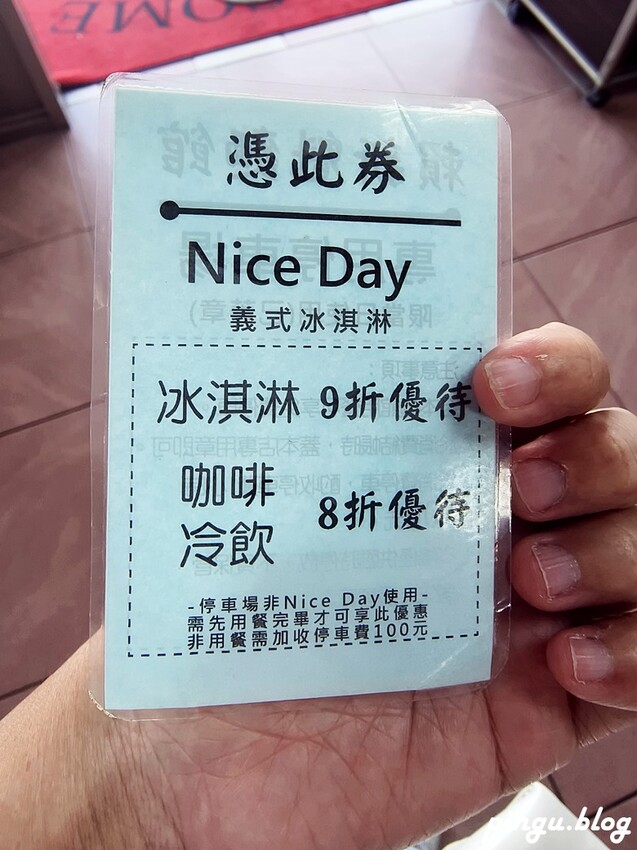 HOME
憑此券
Nice Day
義式冰淇淋
冰淇淋 9折優待
咖啡
冷飲 8折優待
-停車場非Nice Day使用-
需先用餐完畢才可享此優惠
非用餐需加收停車費100元
pingu.blog